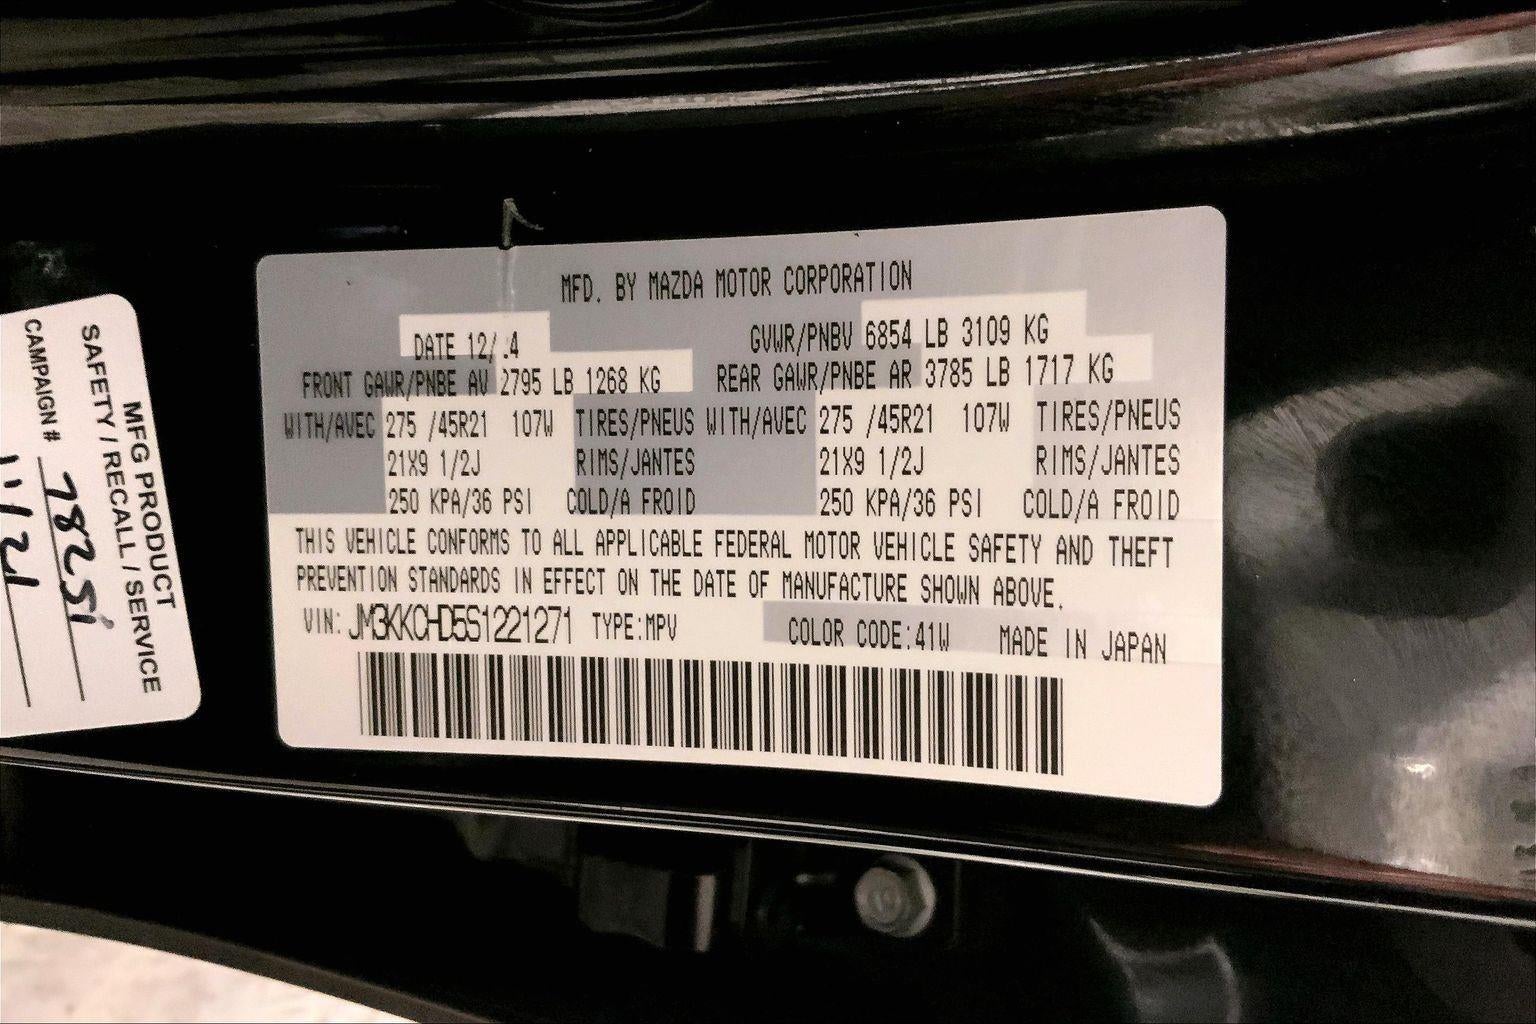 MFD. BY MAZDA MOTOR CORPORATION
DATE 12/.4 GVWR/PNBV 6854 LB 3109 KG
FRONT GAWR/PNBE AV 2795 LB 1268 KG REAR GAWR/PNBE AR 3785 LB 1717 KG
WITH/AVEC 275 /45R21 107W TIRES/PNEUS WITH/AVEC 275 /45R21 107W TIRES/PNEUS
21X9 1/2J RIMS/JANTES 21X9 1/2J RIMS/JANTES
250 KPA/36 PSI COLD/A FROID 250 KPA/36 PSI COLD/A FROID
THIS VEHICLE CONFORMS TO ALL APPLICABLE FEDERAL MOTOR VEHICLE SAFETY AND THEFT
PREVENTION STANDARDS IN EFFECT ON THE DATE OF MANUFACTURE SHOWN ABOVE.
VIN: JM3KKCHD5S1221271 TYPE:MPV COLOR CODE:41W MADE IN JAPAN
MFG PRODUCT
SAFETY / RECALL / SERVICE
CAMPAIGN #